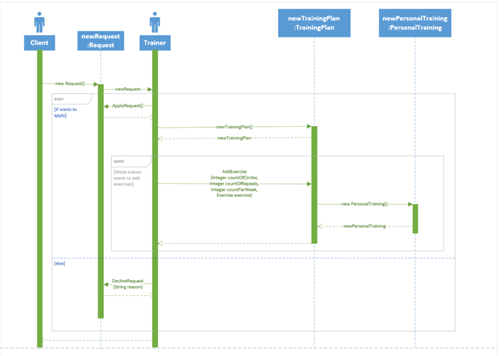 Client
newRequest
:Request
Trainer
newTrainingPlan
:TrainingPlan
newPersonalTraining
:PersonalTraining
new Request()
newRequest
[if wants to
apply]
ApplyRequest()
newTrainingPlan()
newTrainingPlan
[While trainer
wants to add
exercises]
AddExercise
(Integer countOfCircles,
Integer countOfRepeats,
Integer countPerWeek,
Exercise exercise)
new PersonalTraining()
newPersonalTraining
[else]
DeclineRequest
(String reason)